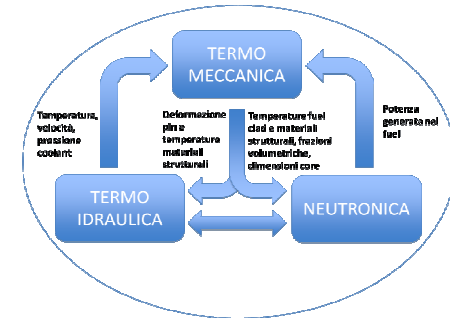 TERMO
MECCANICA
Temperatura,
velocità,
pressione
coolant
Deformazione
pin e
temperature
materiali
strutturali
Temperature fuel
clad e materiali
strutturali, frazioni
volumetriche,
dimensioni core
Potenza
generata nel
fuel
TERMO
IDRAULICA
NEUTRONICA